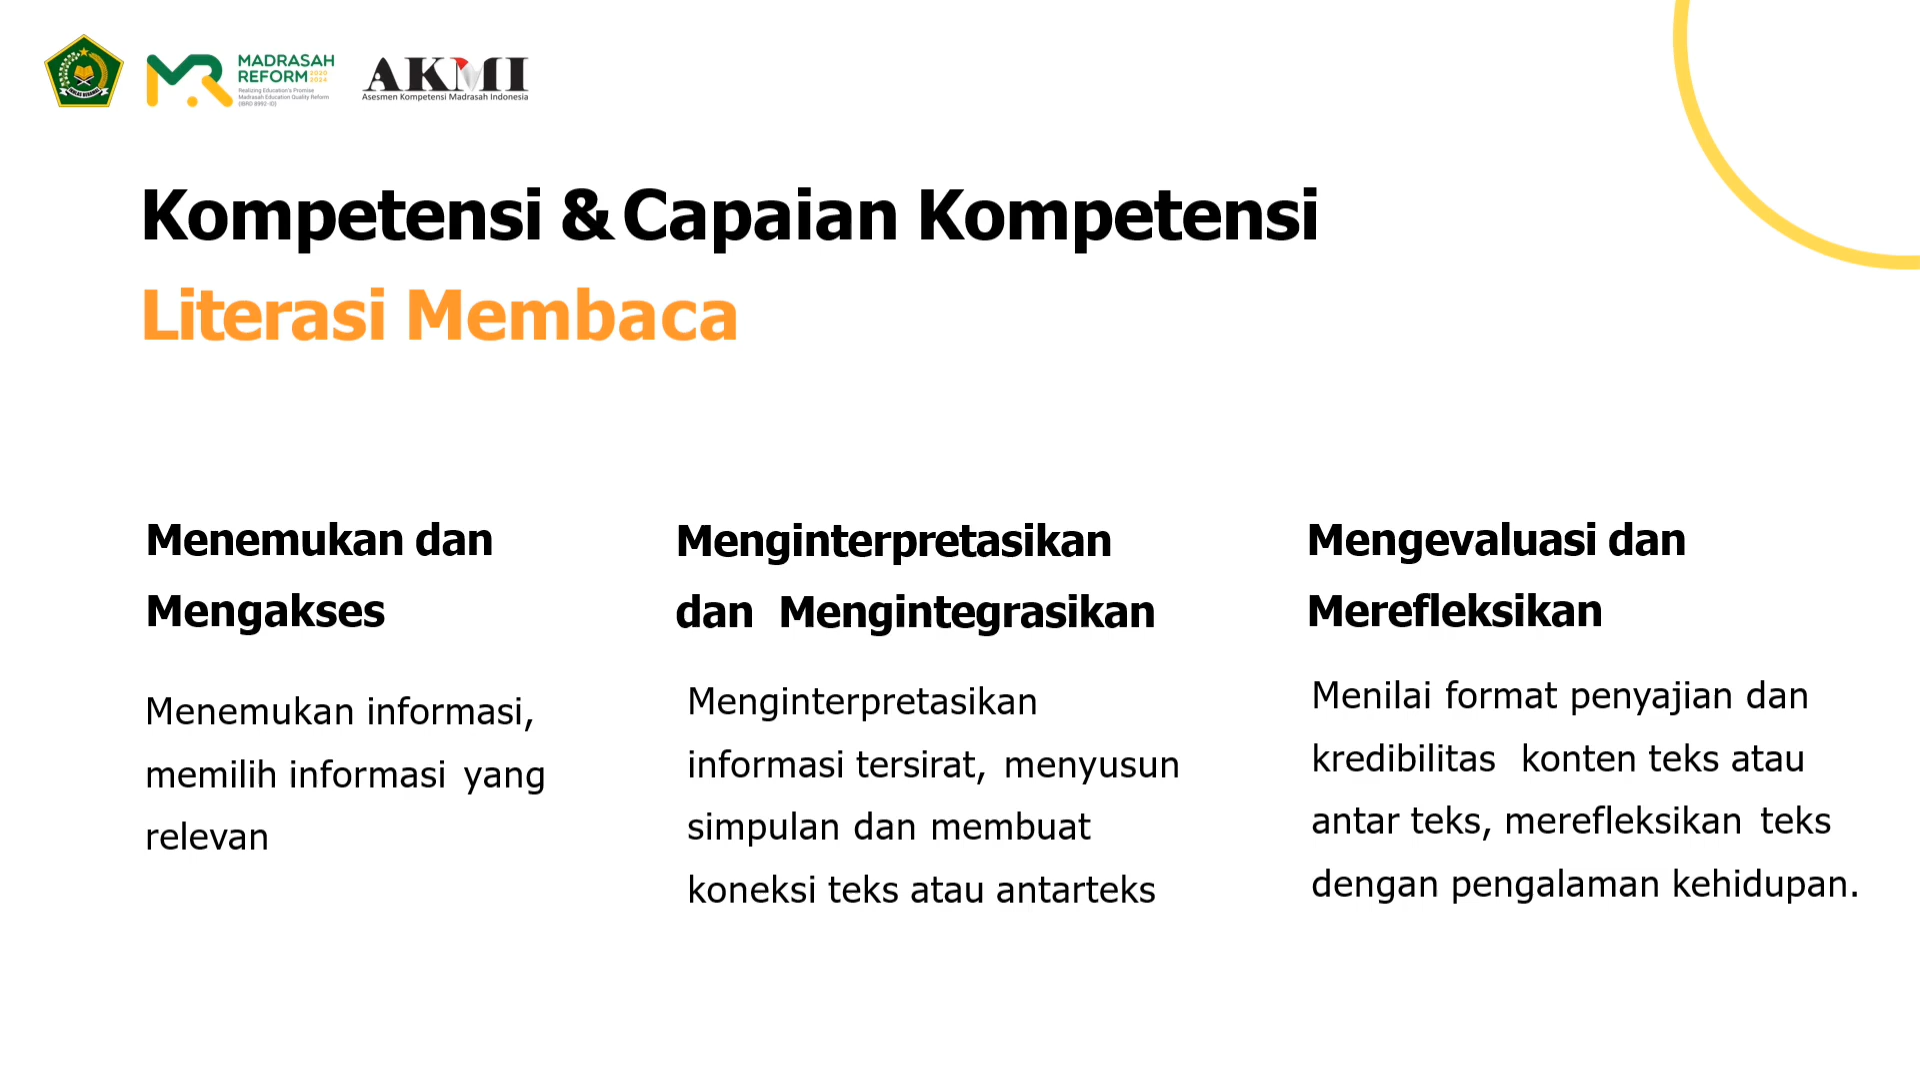 MADRASAH
REFORM 2020 2024
Realizing Education's Promise
Madrasah Education Quality Reform
(IBRD 8992-ID)
AKMI
Asesmen Kompetensi Madrasah Indonesia
Kompetensi & Capaian Kompetensi
Literasi Membaca
Menemukan dan
Mengakses
Menemukan informasi,
memilih informasi yang
relevan
Menginterpretasikan
dan Mengintegrasikan
Menginterpretasikan
informasi tersirat, menyusun
simpulan dan membuat
koneksi teks atau antarteks
Mengevaluasi dan
Merefleksikan
Menilai format penyajian dan
kredibilitas konten teks atau
antar teks, merefleksikan teks
dengan pengalaman kehidupan.